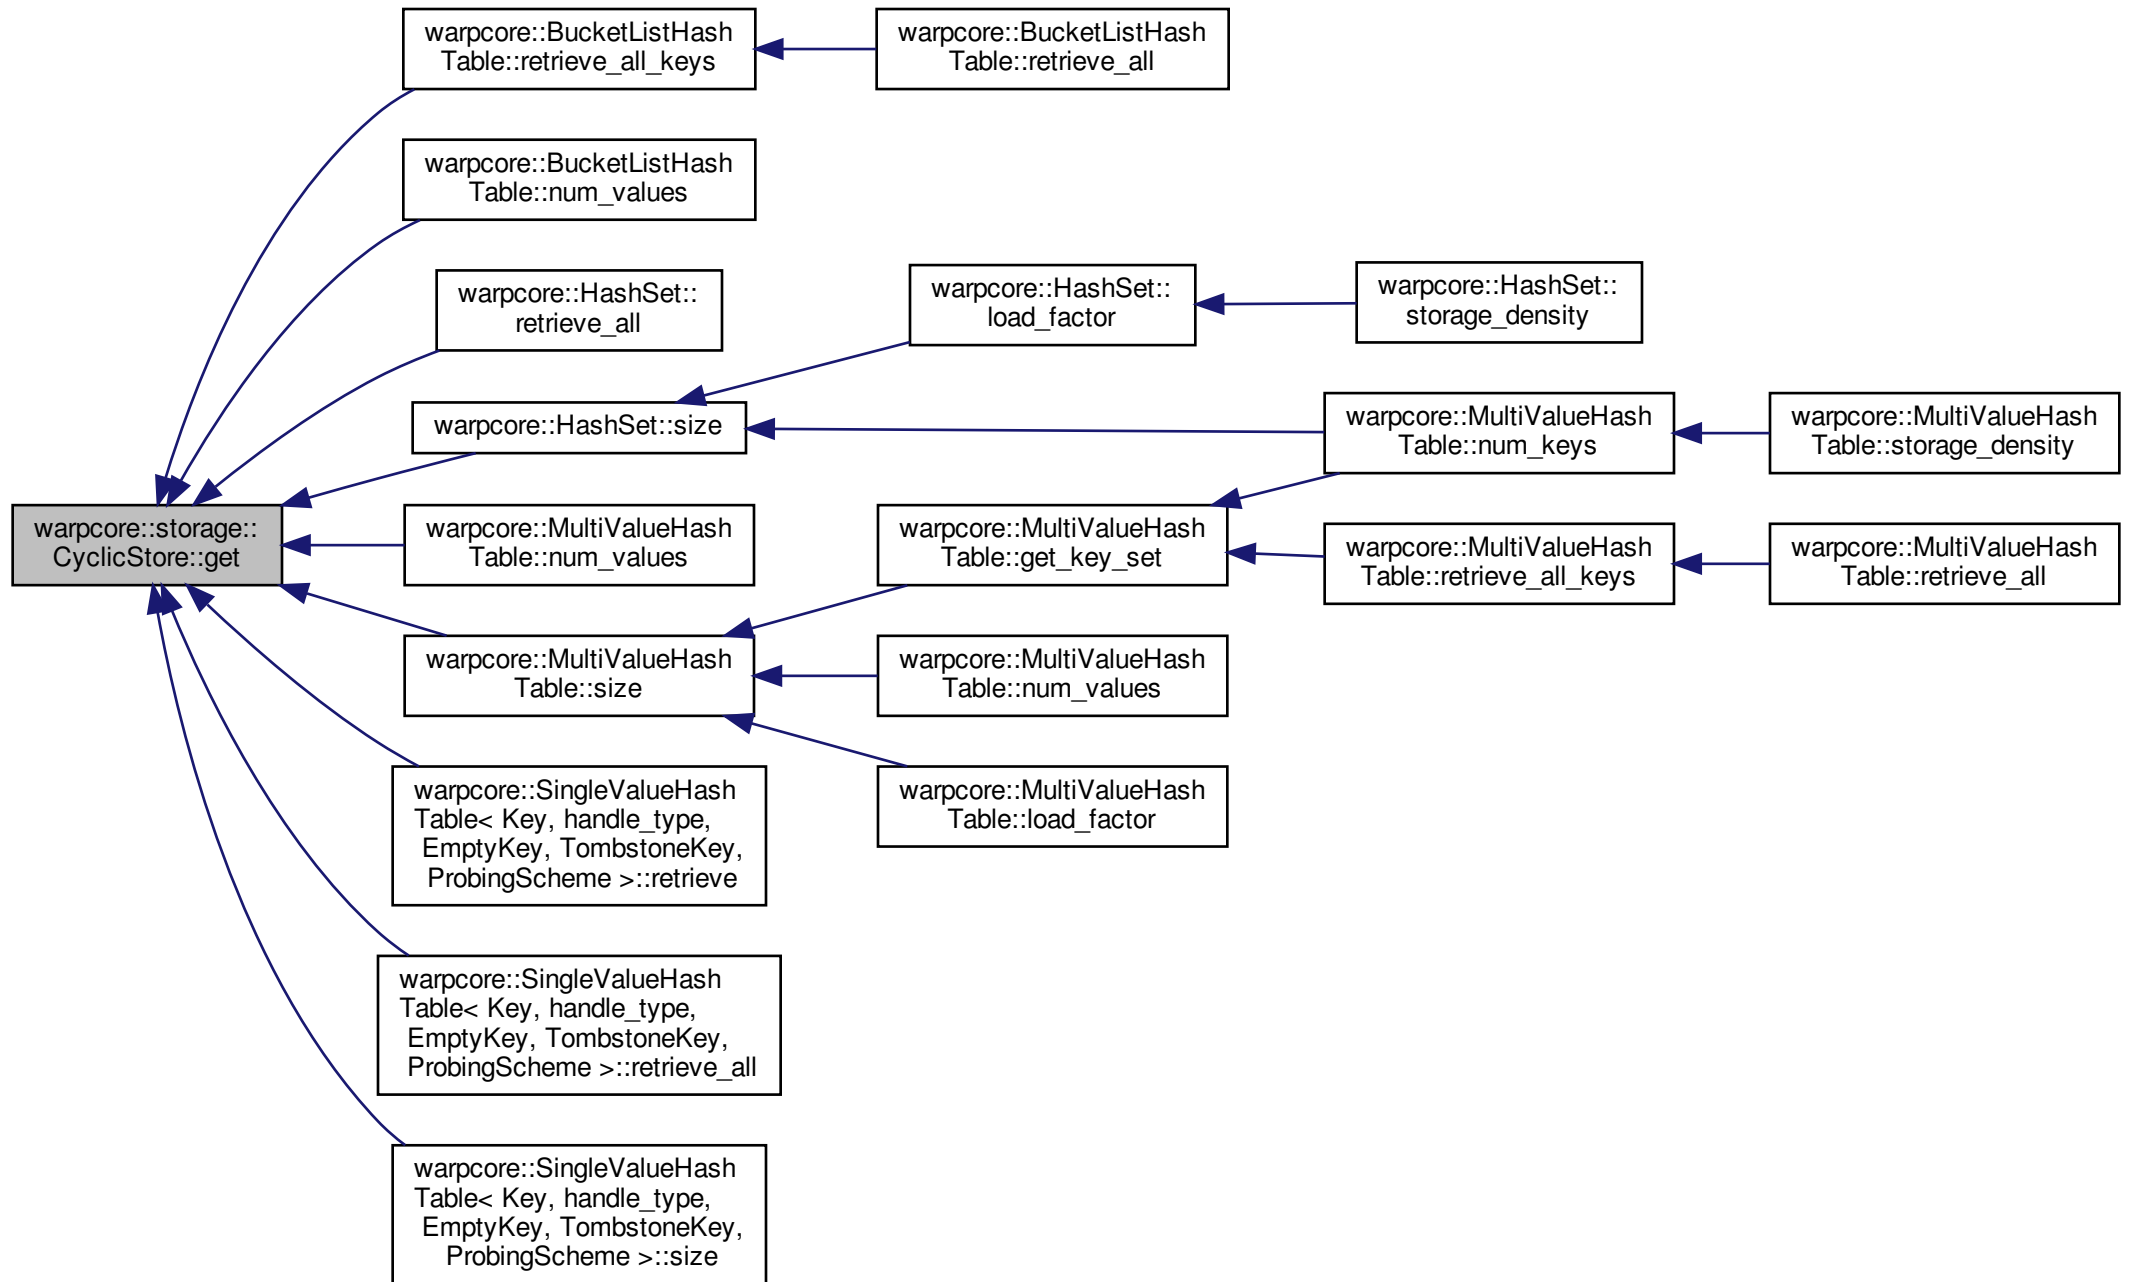 warpcore::BucketListHash
Table::retrieve_all_keys
warpcore::BucketListHash
Table::retrieve_all
warpcore::BucketListHash
Table::num_values
warpcore::HashSet::
retrieve_all
warpcore::HashSet::
load_factor
warpcore::HashSet::
storage_density
warpcore::HashSet::size
warpcore::MultiValueHash
Table::num_keys
warpcore::MultiValueHash
Table::storage_density
warpcore::storage::
CyclicStore::get
warpcore::MultiValueHash
Table::num_values
warpcore::MultiValueHash
Table::get_key_set
warpcore::MultiValueHash
Table::retrieve_all_keys
warpcore::MultiValueHash
Table::retrieve_all
warpcore::MultiValueHash
Table::size
warpcore::MultiValueHash
Table::num_values
warpcore::MultiValueHash
Table::load_factor
warpcore::SingleValueHash
Table< Key, handle_type,
EmptyKey, TombstoneKey,
ProbingScheme >::retrieve
warpcore::SingleValueHash
Table< Key, handle_type,
EmptyKey, TombstoneKey,
ProbingScheme >::retrieve_all
warpcore::SingleValueHash
Table< Key, handle_type,
EmptyKey, TombstoneKey,
ProbingScheme >::size